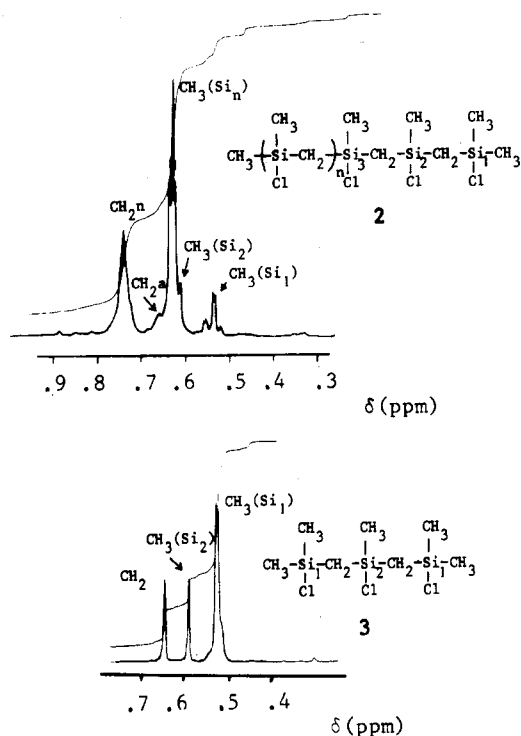 CH3(Sin)
CH3 CH3 CH3 CH3
CH3-(Si-CH2)n-Si3-CH2-Si2-CH2-Si1-CH3
Cl Cl Cl Cl
2
CH2n
CH3(Si2)
CH2a
CH3(Si1)
.9 .8 .7 .6 .5 .4 .3
δ(ppm)
CH3(Si1)
CH3(Si2)
CH2
CH3 CH3 CH3
CH3-Si1-CH2-Si2-CH2-Si1-CH3
Cl Cl Cl
3
.7 .6 .5 .4
δ(ppm)